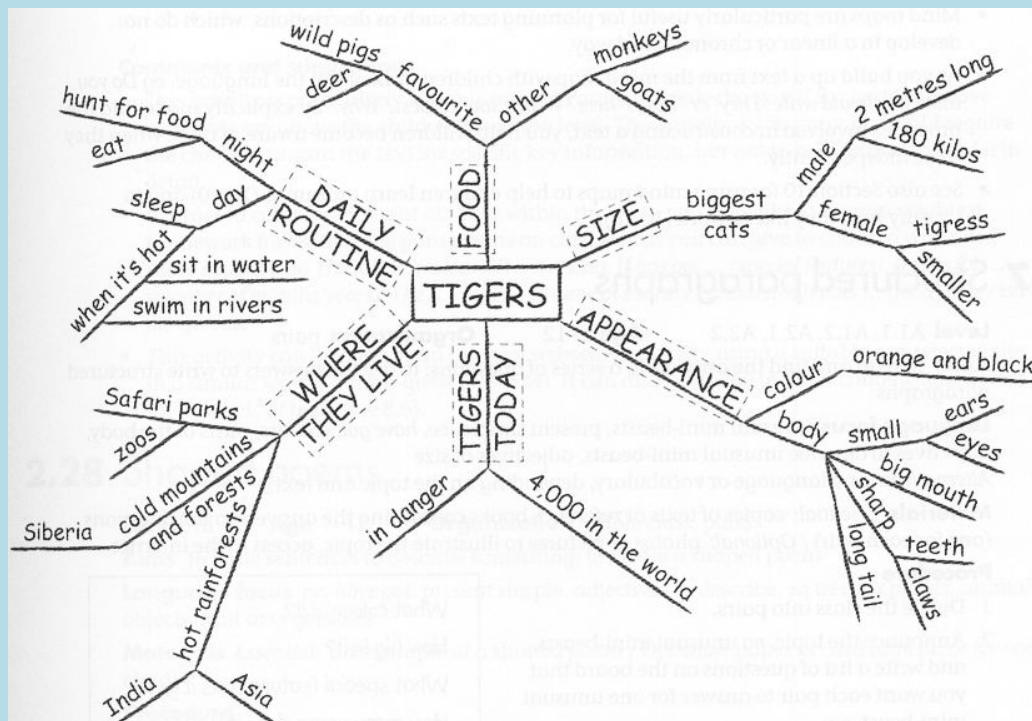 TIGERS
FOOD
favourite
wild pigs
deer
other
monkeys
goats
SIZE
biggest
cats
male
2 metres long
180 kilos
female
tigress
smaller
APPEARANCE
colour
orange and black
body
small
ears
eyes
big mouth
sharp
teeth
claws
long tail
TIGERS
TODAY
in danger
4,000 in the world
WHERE
THEY LIVE
Safari parks
zoos
cold mountains
and forests
Siberia
hot rainforests
India
Asia
DAILY
ROUTINE
night
hunt for food
eat
day
sleep
when it's hot
sit in water
swim in rivers
2.28